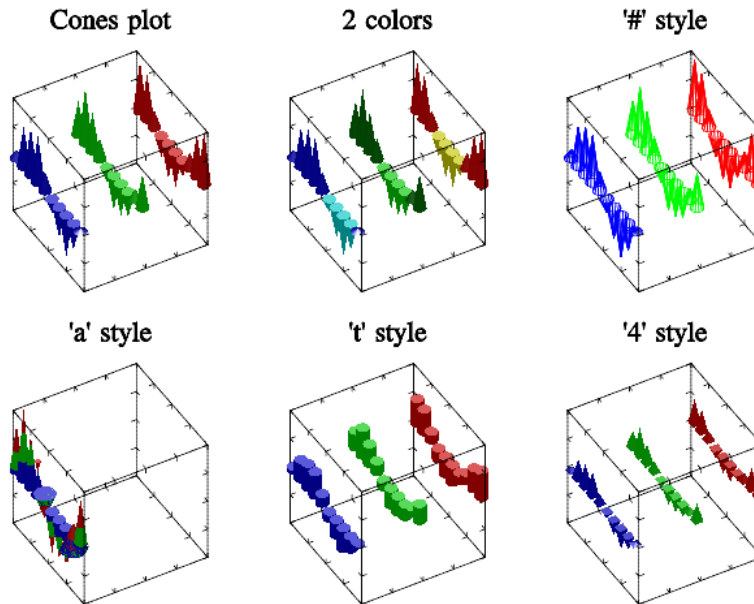 Cones plot
2 colors
'#' style
'a' style
't' style
'4' style